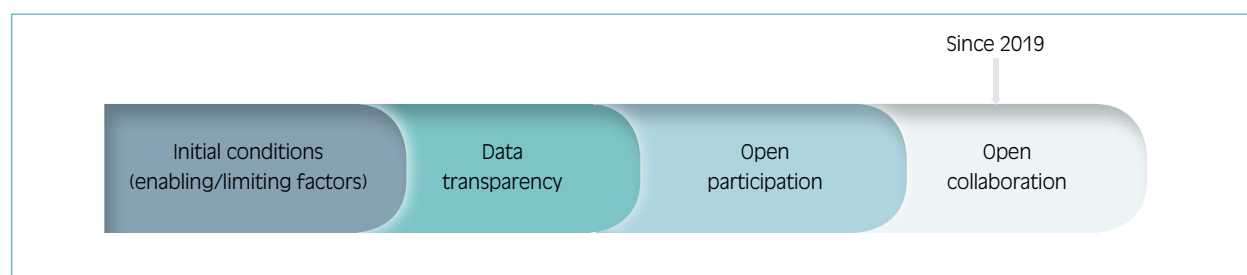 Since 2019
Initial conditions
(enabling/limiting factors)
Data
transparency
Open
participation
Open
collaboration